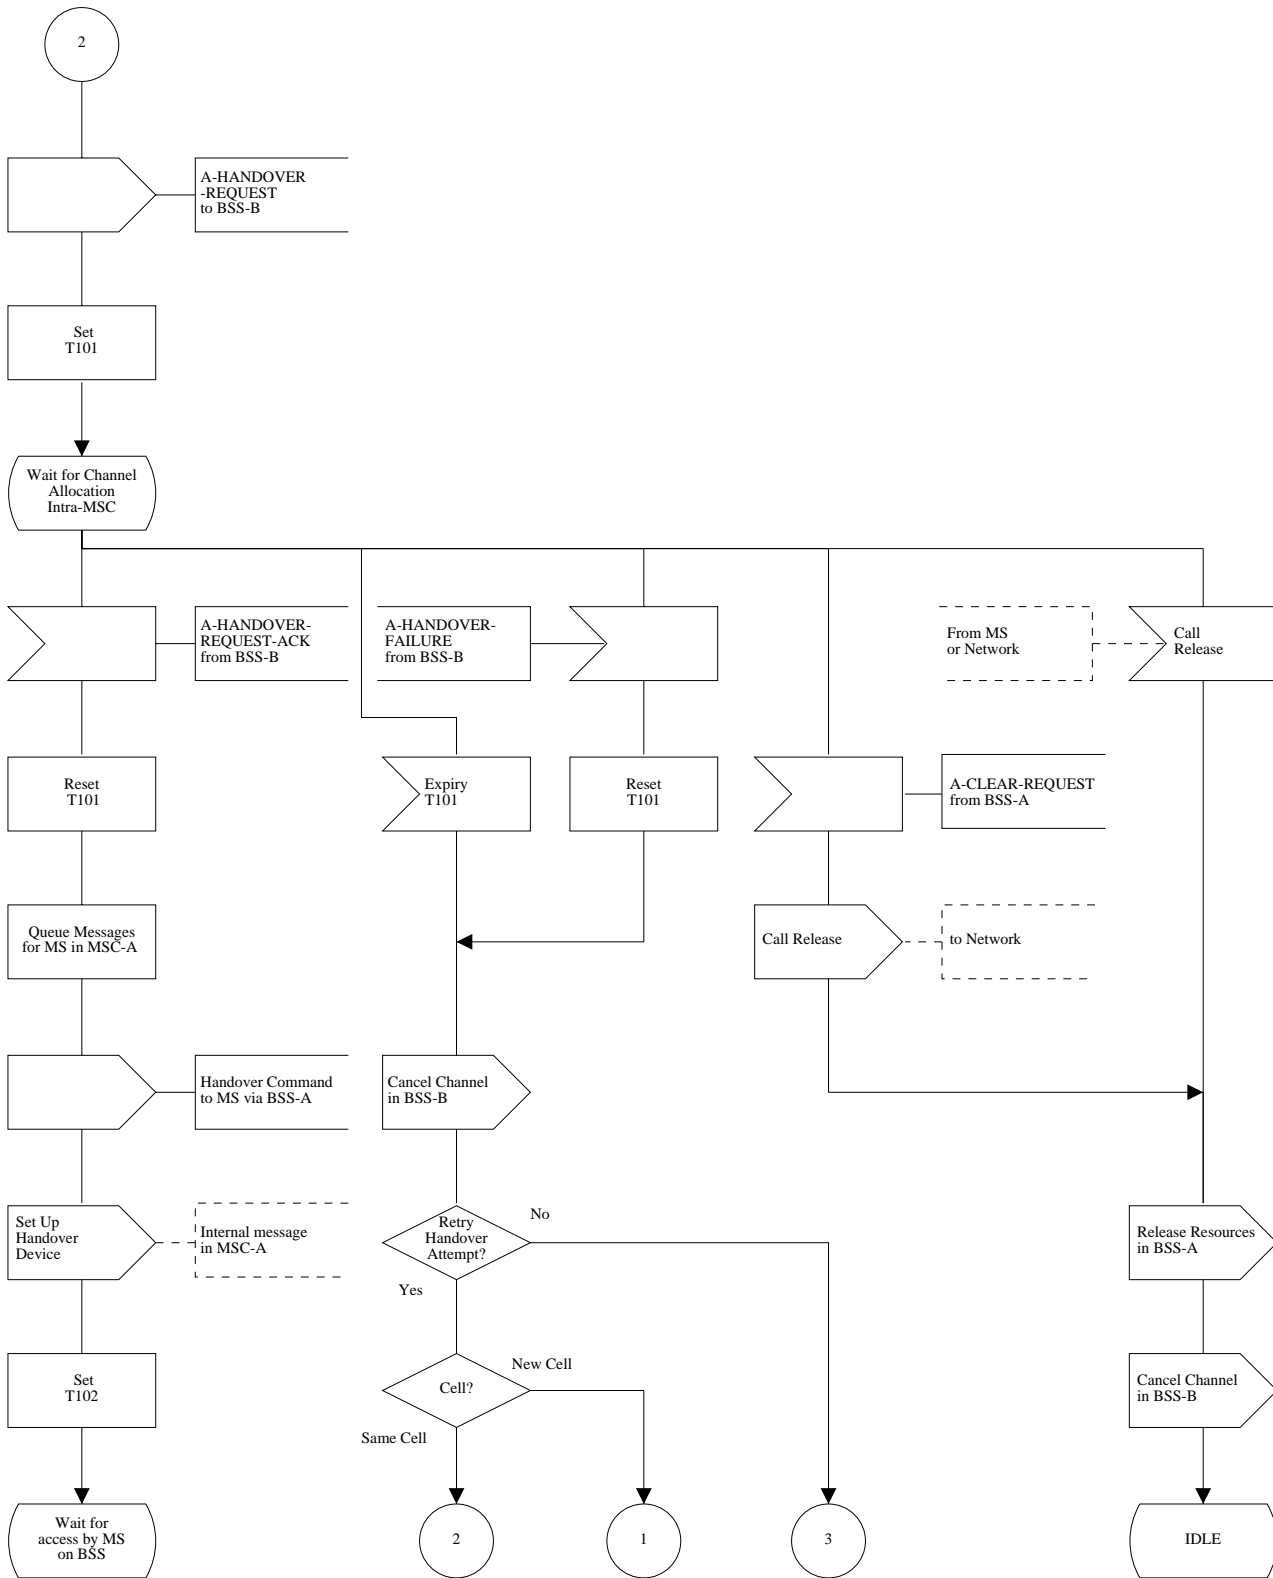 2
A-HANDOVER
-REQUEST
to BSS-B
Set
T101
Wait for Channel
Allocation
Intra-MSC
A-HANDOVER-
REQUEST-ACK
from BSS-B
A-HANDOVER-
FAILURE
from BSS-B
From MS
or Network
Call
Release
Reset
T101
Expiry
T101
Reset
T101
A-CLEAR-REQUEST
from BSS-A
Queue Messages
for MS in MSC-A
Call Release
to Network
Handover Command
to MS via BSS-A
Cancel Channel
in BSS-B
Set Up
Handover
Device
Internal message
in MSC-A
Retry
Handover
Attempt?
No
Yes
Release Resources
in BSS-A
Set
T102
Cell?
New Cell
Same Cell
Cancel Channel
in BSS-B
Wait for
access by MS
on BSS
2
1
3
IDLE